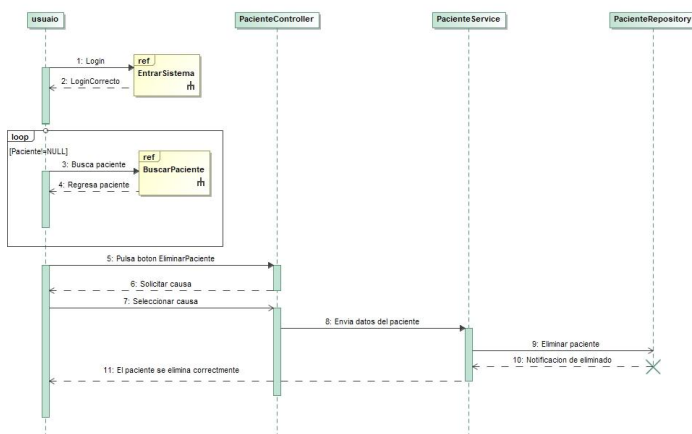 usuaio
PacienteController
PacienteService
PacienteRepository
1: Login
ref
EntrarSistema
2: LoginCorrecto
loop
[Paciente!=NULL]
ref
3: Busca paciente
BuscarPaciente
4: Regresa paciente
5: Pulsa boton EliminarPaciente
6: Solicitar causa
7: Seleccionar causa
8: Envia datos del paciente
9: Eliminar paciente
10: Notificacion de eliminado
11: El paciente se elimina correctmente